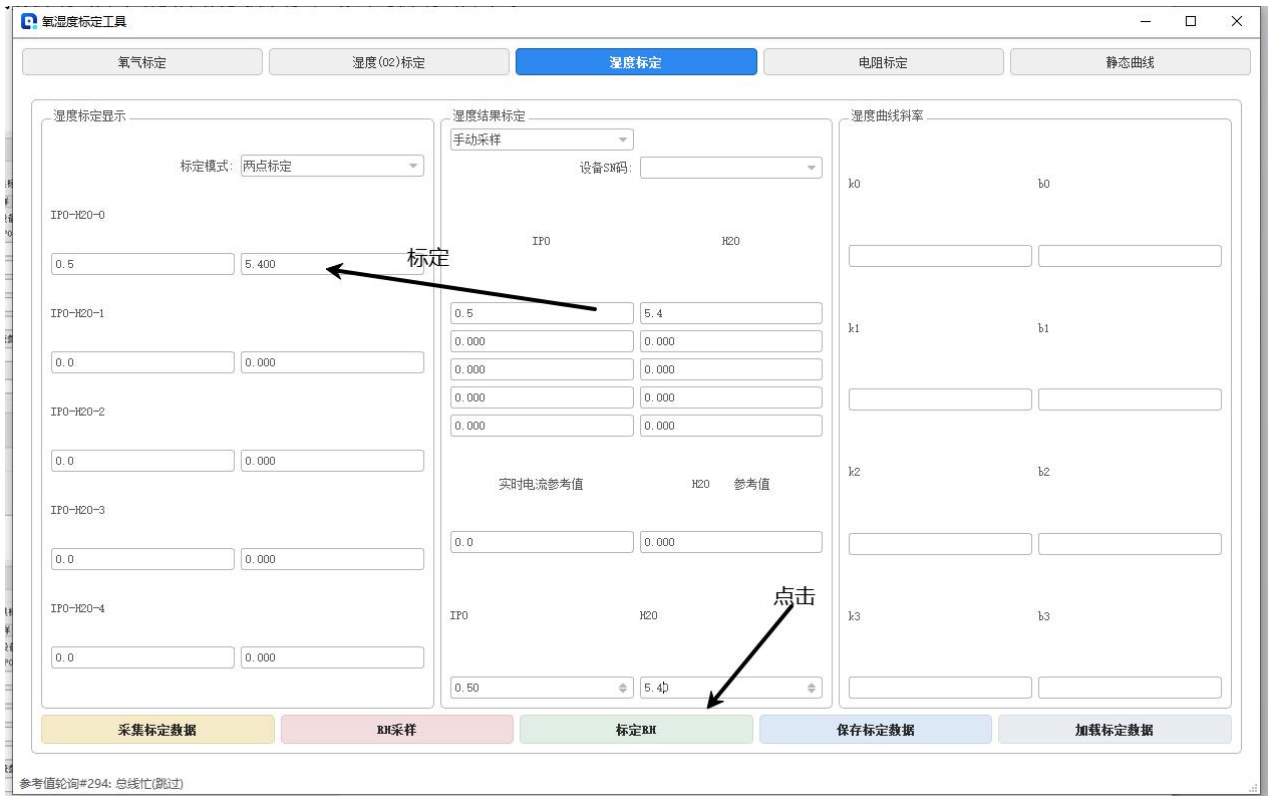 氧湿度标定工具
氧气标定 湿度(O2)标定 湿度标定 电阻标定 静态曲线
湿度标定显示
标定模式: 两点标定
IP0-H2O-0
0.5 5.400
IP0-H2O-1
0.0 0.000
IP0-H2O-2
0.0 0.000
IP0-H2O-3
0.0 0.000
IP0-H2O-4
0.0 0.000
标定
湿度结果标定
手动采样
设备SN码:
IP0 H2O
0.5 5.4
0.000 0.000
0.000 0.000
0.000 0.000
0.000 0.000
实时电流参考值 H2O 参考值
0.0 0.000
点击
IP0 H2O
0.50 5.40
湿度曲线斜率
k0 b0
k1 b1
k2 b2
k3 b3
采集标定数据 RH采样 标定RH 保存标定数据 加载标定数据
参考值轮询#294: 总线忙(跳过)